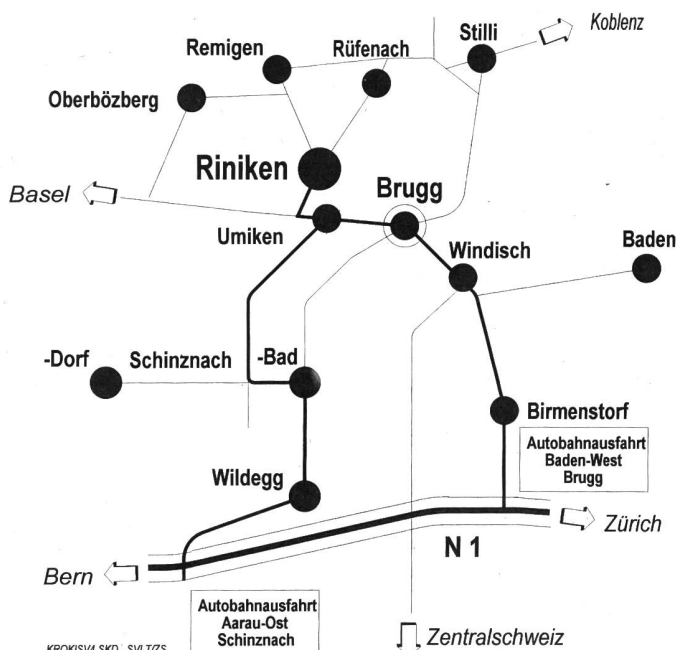 Koblenz
Stilli
Remigen
Rüfenach
Oberbözberg
Riniken
Brugg
Basel
Umiken
Windisch
Baden
-Dorf
Schinznach
-Bad
Birmenstorf
Autobahnausfahrt
Baden-West
Brugg
Wildegg
Zürich
N 1
Bern
Autobahnausfahrt
Aarau-Ost
Schinznach
Zentralschweiz